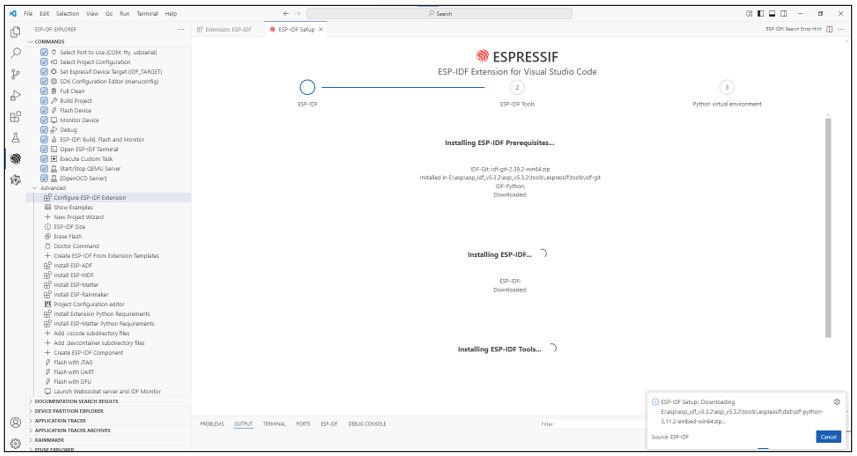 File Edit Selection View Go Run Terminal Help
Search
ESP-IDF: EXPLORER
Extension: ESP-IDF
ESP-IDF Setup
ESP-IDF: Search Error Hint
COMMANDS
Select Port to Use (COM, tty, usbserial)
Select Project Configuration
Set Espressif Device Target (IDF_TARGET)
SDK Configuration Editor (menuconfig)
Full Clean
Build Project
Flash Device
Monitor Device
Debug
ESP-IDF: Build, Flash and Monitor
Open ESP-IDF Terminal
Execute Custom Task
Start/Stop QEMU Server
[OpenOCD Server]
Advanced
Configure ESP-IDF Extension
Show Examples
New Project Wizard
ESP-IDF Size
Erase Flash
Doctor Command
Create ESP-IDF From Extension Templates
Install ESP-ADF
Install ESP-MDF
Install ESP-Matter
Install ESP-Rainmaker
Project Configuration editor
Install Extension Python Requirements
Install ESP-Matter Python Requirements
Add .vscode subdirectory files
Add .devcontainer subdirectory files
Create ESP-IDF Component
Flash with JTAG
Flash with UART
Flash with DFU
Launch Websocket server and IDF Monitor
DOCUMENTATION SEARCH RESULTS
DEVICE PARTITION EXPLORER
APPLICATION TRACER
APPLICATION TRACER ARCHIVES
RAINMAKER
EFUSE EXPLORER
ESPRESSIF
ESP-IDF Extension for Visual Studio Code
2
3
ESP-IDF
ESP-IDF Tools
Python virtual environment
Installing ESP-IDF Prerequisites...
IDF-Git: idf-git-2.39.2-win64.zip
Installed in E:\esp\esp_idf_v5.3.2\esp_v5.3.2\tools\.espressif\tools\idf-git
IDF-Python:
Downloaded:
Installing ESP-IDF...
ESP-IDF:
Downloaded:
Installing ESP-IDF Tools...
PROBLEMS OUTPUT TERMINAL PORTS ESP-IDF DEBUG CONSOLE
Filter
ESP-IDF Setup: Downloading
E:\esp\esp_idf_v5.3.2\esp_v5.3.2\tools\.espressif\dist\idf-python-
3.11.2-embed-win64.zip...
Source: ESP-IDF
Cancel